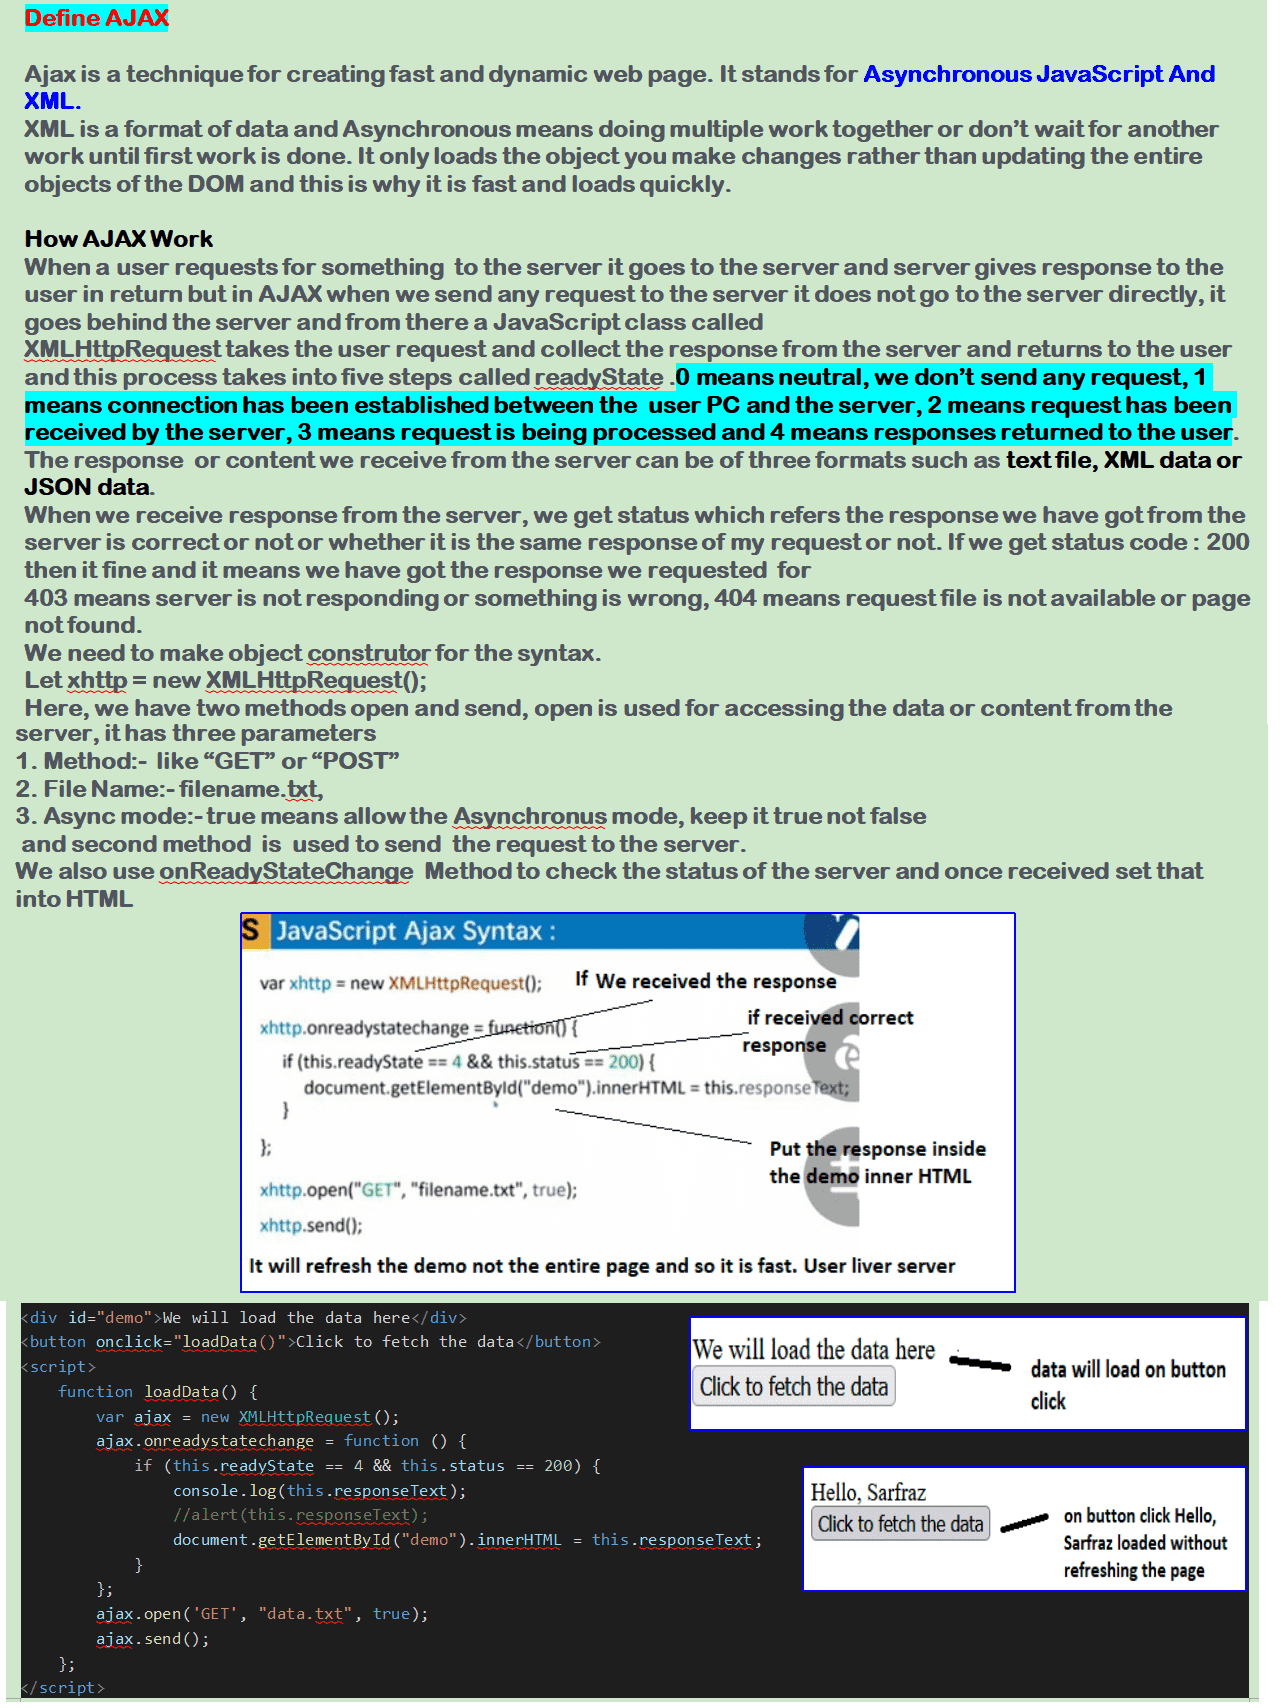 Define AJAX
Ajax is a technique for creating fast and dynamic web page. It stands for Asynchronous JavaScript And
XML.
XML is a format of data and Asynchronous means doing multiple work together or don’t wait for another
work until first work is done. It only loads the object you make changes rather than updating the entire
objects of the DOM and this is why it is fast and loads quickly.
How AJAX Work
When a user requests for something to the server it goes to the server and server gives response to the
user in return but in AJAX when we send any request to the server it does not go to the server directly, it
goes behind the server and from there a JavaScript class called
XMLHttpRequest takes the user request and collect the response from the server and returns to the user
and this process takes into five steps called readyState .0 means neutral, we don’t send any request, 1
means connection has been established between the user PC and the server, 2 means request has been
received by the server, 3 means request is being processed and 4 means responses returned to the user.
The response or content we receive from the server can be of three formats such as text file, XML data or
JSON data.
When we receive response from the server, we get status which refers the response we have got from the
server is correct or not or whether it is the same response of my request or not. If we get status code : 200
then it fine and it means we have got the response we requested for
403 means server is not responding or something is wrong, 404 means request file is not available or page
not found.
We need to make object construtor for the syntax.
Let xhttp = new XMLHttpRequest();
Here, we have two methods open and send, open is used for accessing the data or content from the
server, it has three parameters
1. Method:- like “GET” or “POST”
2. File Name:- filename.txt,
3. Async mode:- true means allow the Asynchronus mode, keep it true not false
and second method is used to send the request to the server.
We also use onReadyStateChange Method to check the status of the server and once received set that
into HTML
S JavaScript Ajax Syntax :
var xhttp = new XMLHttpRequest();
If We received the response
xhttp.onreadystatechange = function() {
if received correct
response
if (this.readyState == 4 && this.status == 200) {
document.getElementById("demo").innerHTML = this.responseText;
}
};
Put the response inside
the demo inner HTML
xhttp.open("GET", "filename.txt", true);
xhttp.send();
It will refresh the demo not the entire page and so it is fast. User liver server
<div id="demo">We will load the data here</div>
<button onclick="loadData()">Click to fetch the data</button>
<script>
function loadData() {
var ajax = new XMLHttpRequest();
ajax.onreadystatechange = function () {
if (this.readyState == 4 && this.status == 200) {
console.log(this.responseText);
//alert(this.responseText);
document.getElementById("demo").innerHTML = this.responseText;
}
};
ajax.open('GET', "data.txt", true);
ajax.send();
};
</script>
We will load the data here
Click to fetch the data
data will load on button
click
Hello, Sarfraz
Click to fetch the data
on button click Hello,
Sarfraz loaded without
refreshing the page